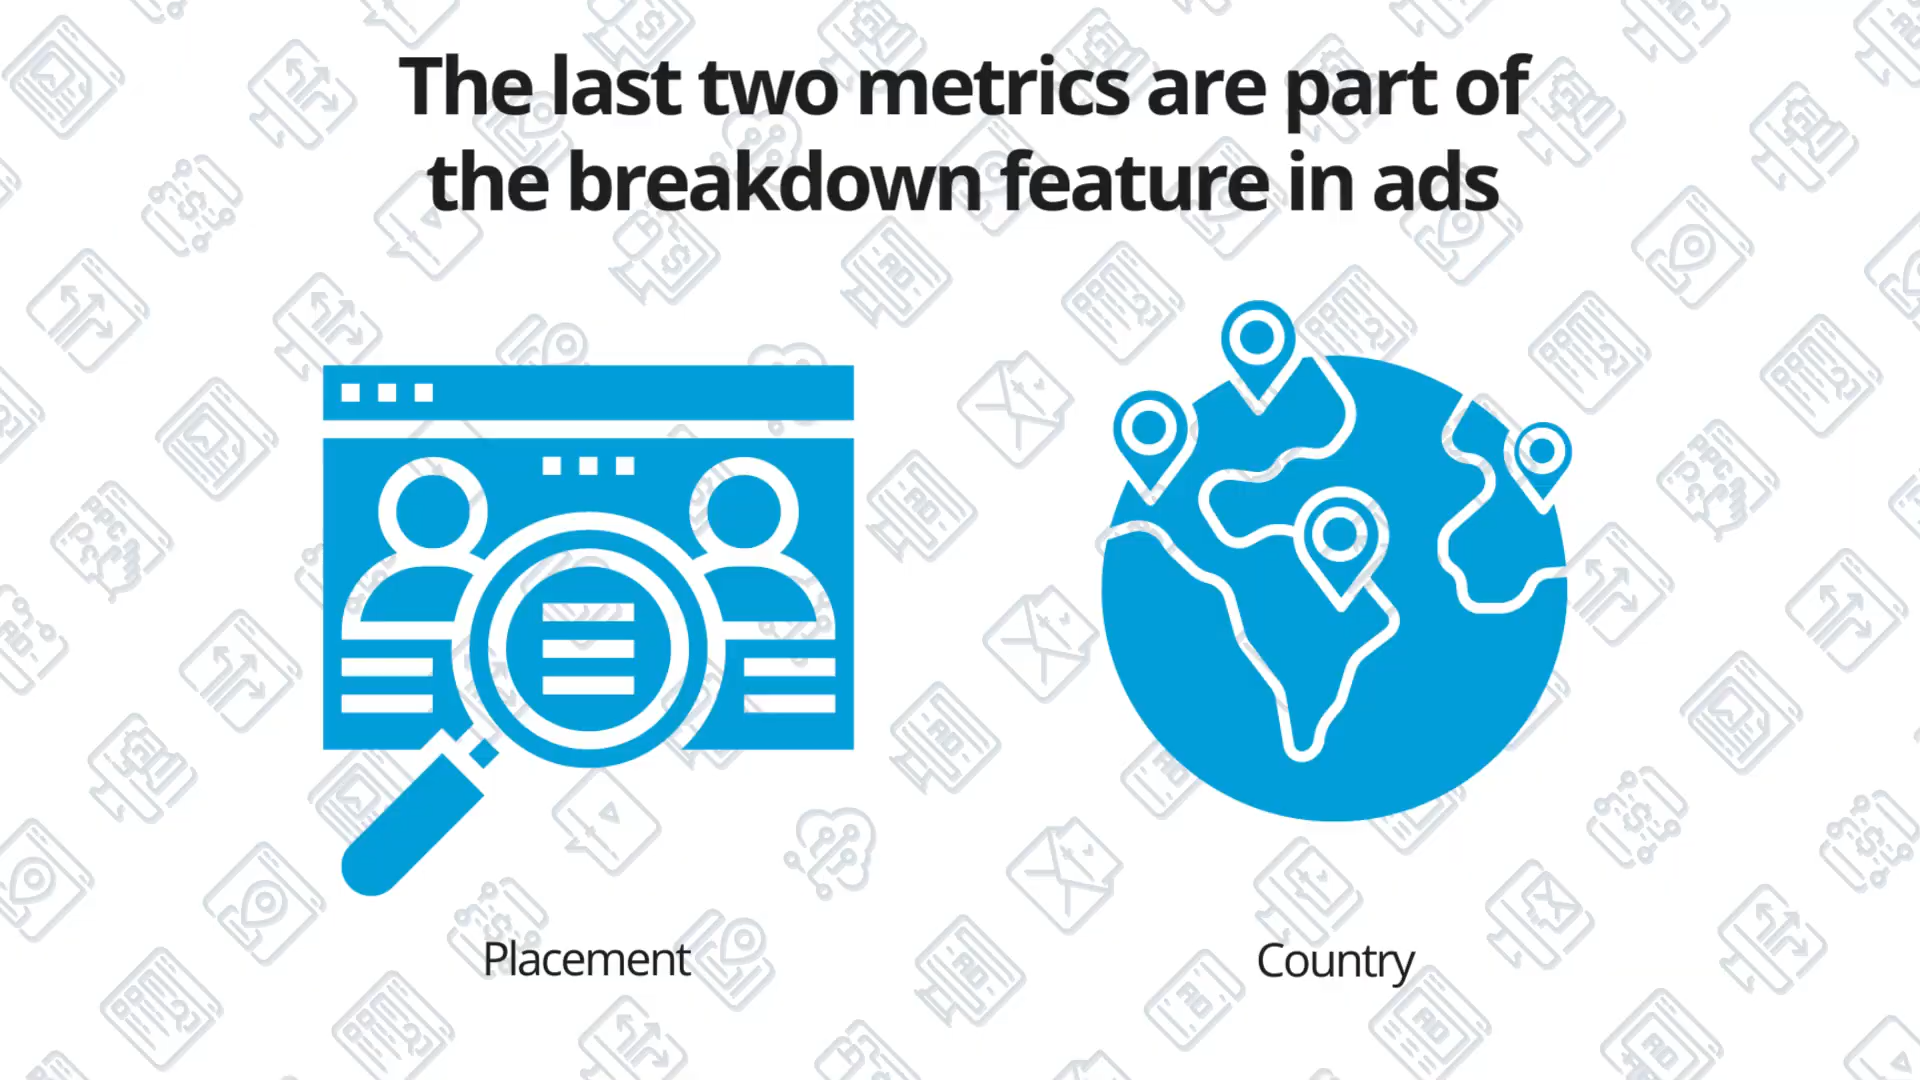 The last two metrics are part of
the breakdown feature in ads
Placement
Country